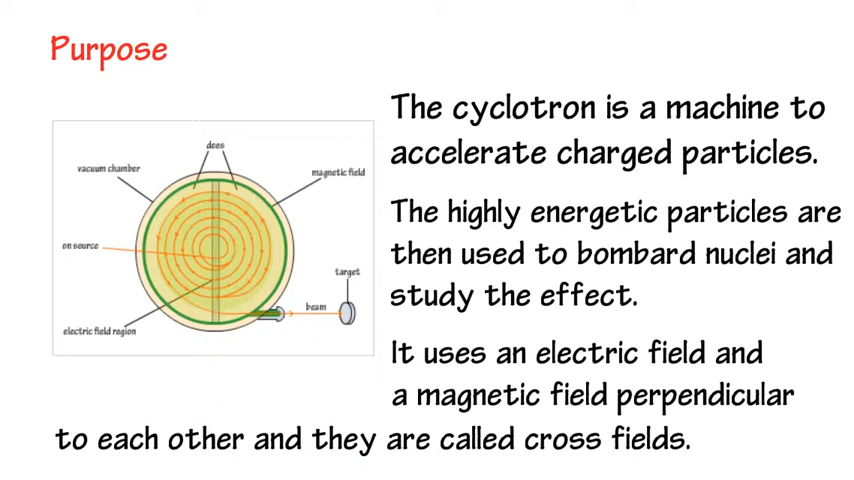 Purpose
dees
vacuum chamber
magnetic field
on source
target
beam
electric field region
The cyclotron is a machine to
accelerate charged particles.
The highly energetic particles are
then used to bombard nuclei and
study the effect.
It uses an electric field and
a magnetic field perpendicular
to each other and they are called cross fields.